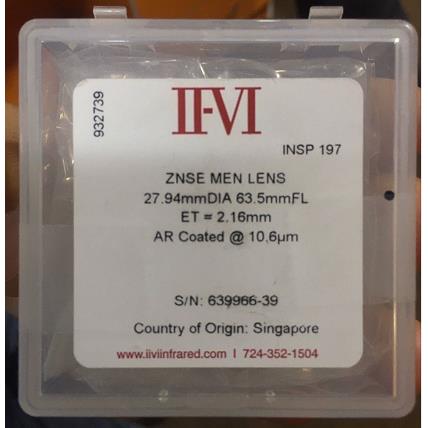 932739
II-VI
INSP 197
ZNSE MEN LENS
27.94mmDIA 63.5mmFL
ET = 2.16mm
AR Coated @ 10.6µm
S/N: 639966-39
Country of Origin: Singapore
www.iiviinfrared.com I 724-352-1504